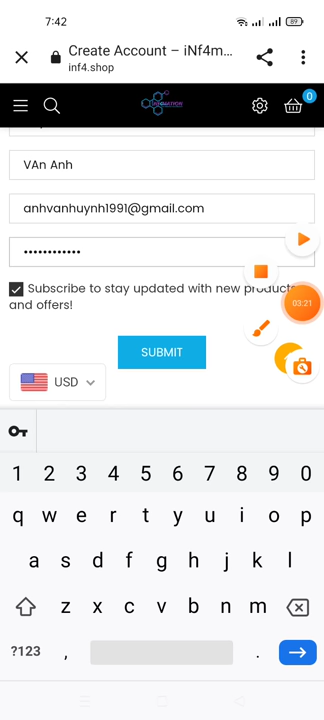 7:42
89
Create Account – iNf4m...
inf4.shop
0
VAn Anh
anhvanhuynh1991@gmail.com
••••••••••••
03:21
Subscribe to stay updated with new products
and offers!
SUBMIT
USD
1 2 3 4 5 6 7 8 9 0
q w e r t y u i o p
a s d f g h j k l
z x c v b n m
?123 , .